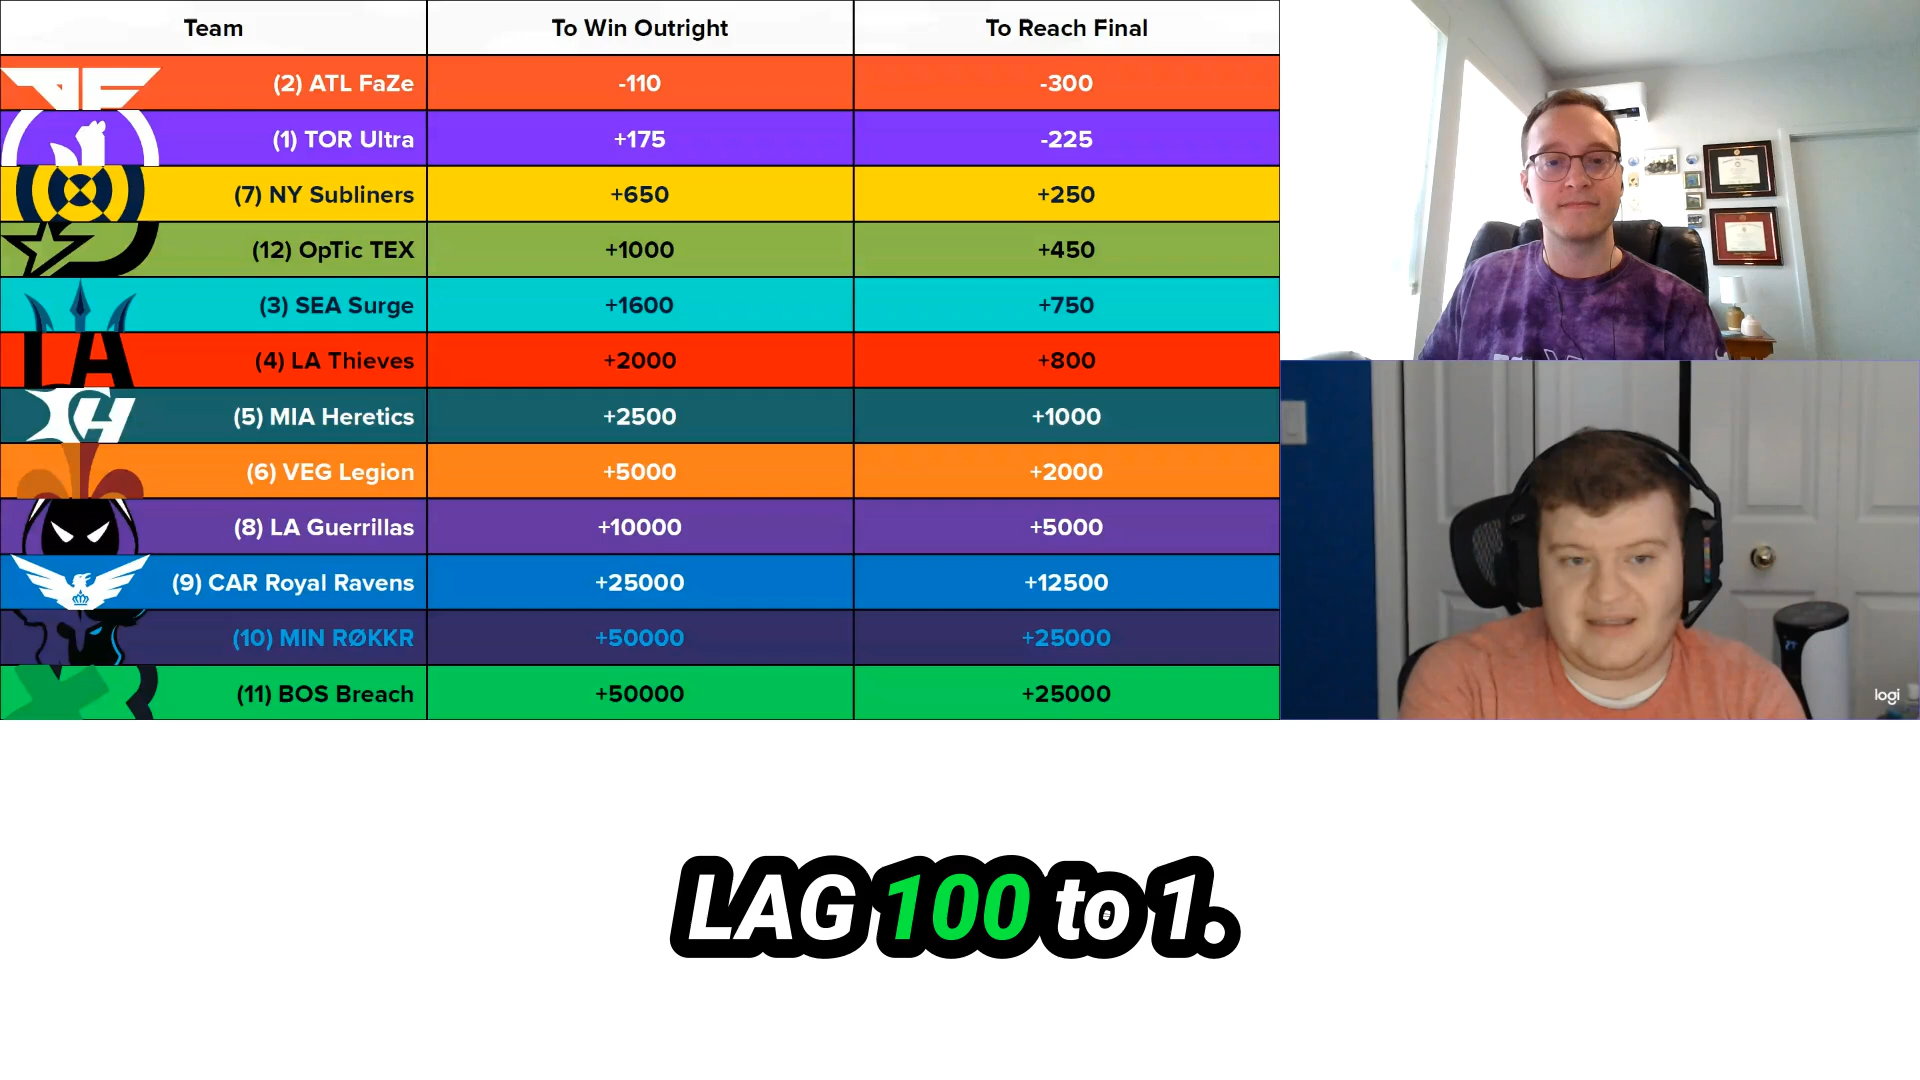 Team To Win Outright To Reach Final
(2) ATL FaZe -110 -300
(1) TOR Ultra +175 -225
(7) NY Subliners +650 +250
(12) OpTic TEX +1000 +450
(3) SEA Surge +1600 +750
LA (4) LA Thieves +2000 +800
(5) MIA Heretics +2500 +1000
(6) VEG Legion +5000 +2000
(8) LA Guerrillas +10000 +5000
(9) CAR Royal Ravens +25000 +12500
(10) MIN RØKKR +50000 +25000
(11) BOS Breach +50000 +25000
logi
LAG 100 to 1.